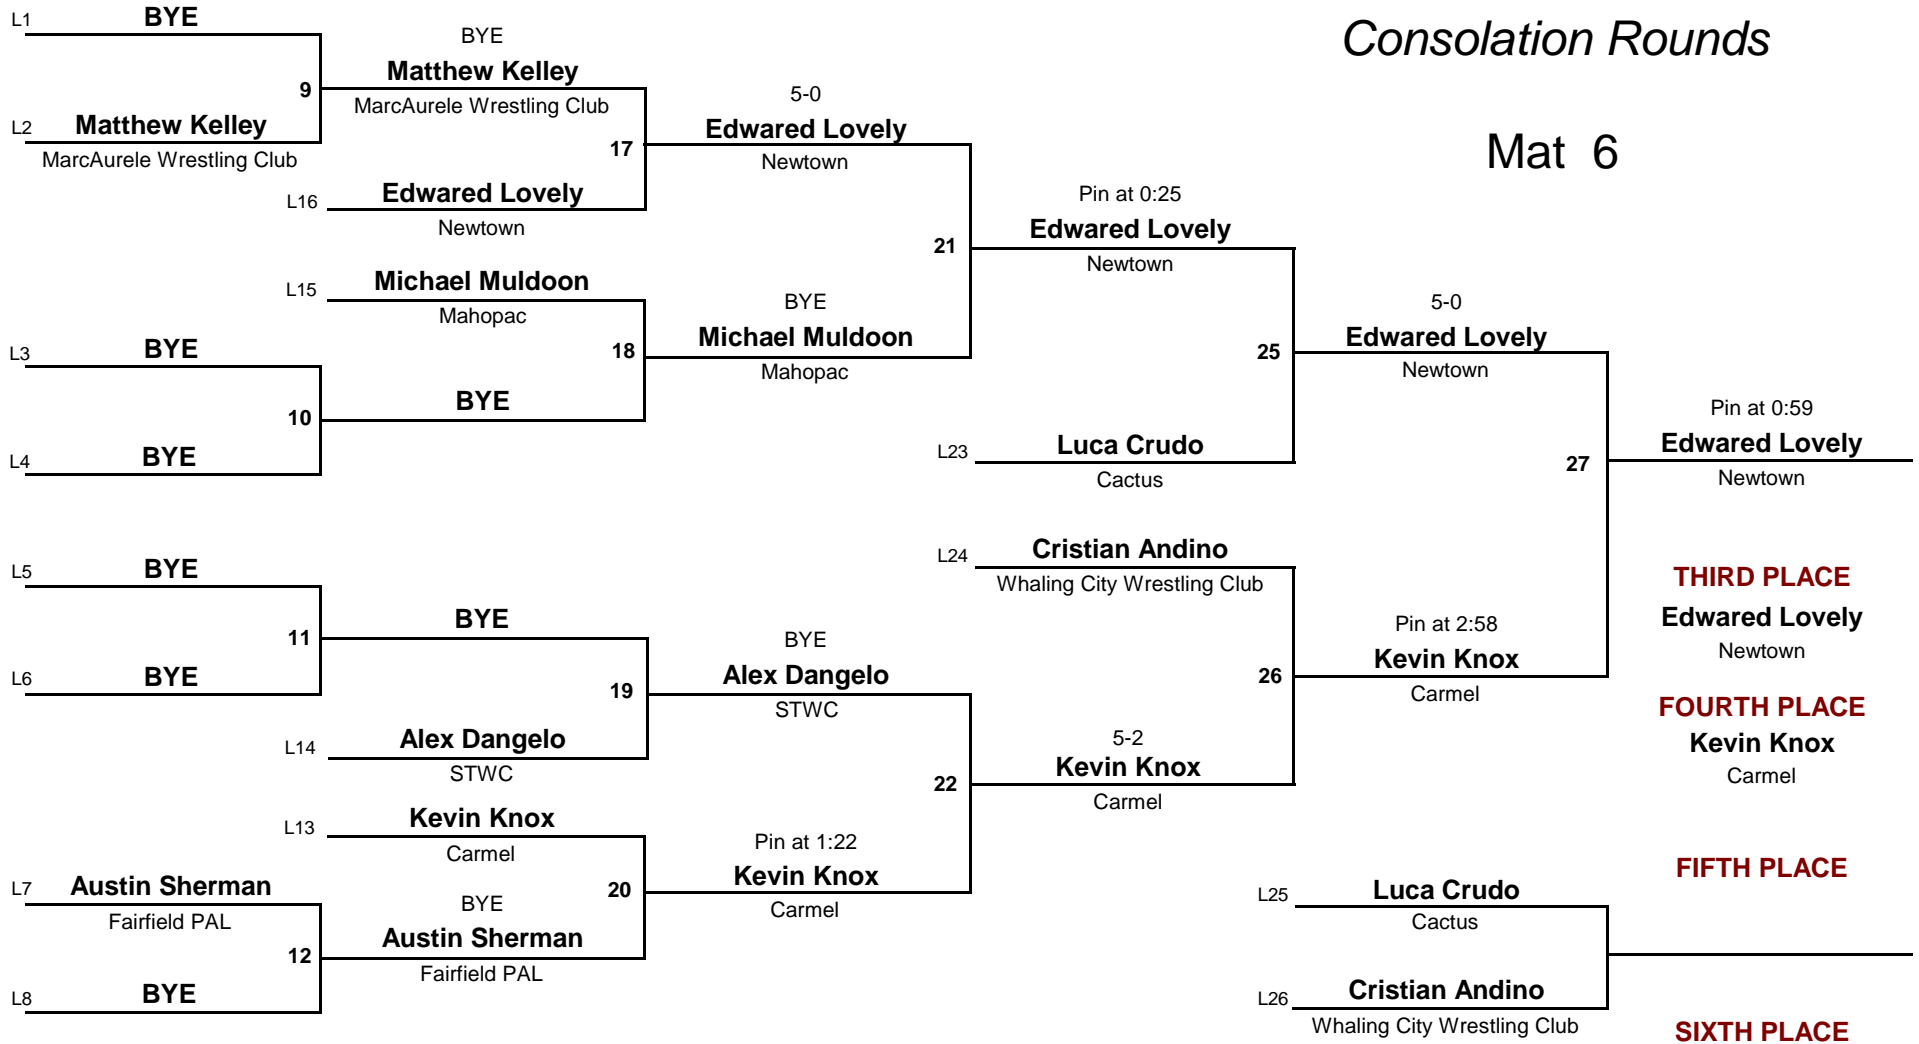 Consolation Rounds
Mat 6
L1 BYE
9
L2 Matthew Kelley
MarcAurele Wrestling Club
L3 BYE
10
L4 BYE
L5 BYE
11
L6 BYE
L7 Austin Sherman
Fairfield PAL
12
L8 BYE
BYE
Matthew Kelley
MarcAurele Wrestling Club
17
L16 Edwared Lovely
Newtown
L15 Michael Muldoon
Mahopac
18
BYE
BYE
19
L14 Alex Dangelo
STWC
L13 Kevin Knox
Carmel
20
BYE
Austin Sherman
Fairfield PAL
5-0
Edwared Lovely
Newtown
21
BYE
Michael Muldoon
Mahopac
BYE
Alex Dangelo
STWC
22
Pin at 1:22
Kevin Knox
Carmel
Pin at 0:25
Edwared Lovely
Newtown
25
L23 Luca Crudo
Cactus
L24 Cristian Andino
Whaling City Wrestling Club
26
5-2
Kevin Knox
Carmel
5-0
Edwared Lovely
Newtown
27
Pin at 2:58
Kevin Knox
Carmel
Pin at 0:59
Edwared Lovely
Newtown
THIRD PLACE
Edwared Lovely
Newtown
FOURTH PLACE
Kevin Knox
Carmel
FIFTH PLACE
L25 Luca Crudo
Cactus
L26 Cristian Andino
Whaling City Wrestling Club
SIXTH PLACE